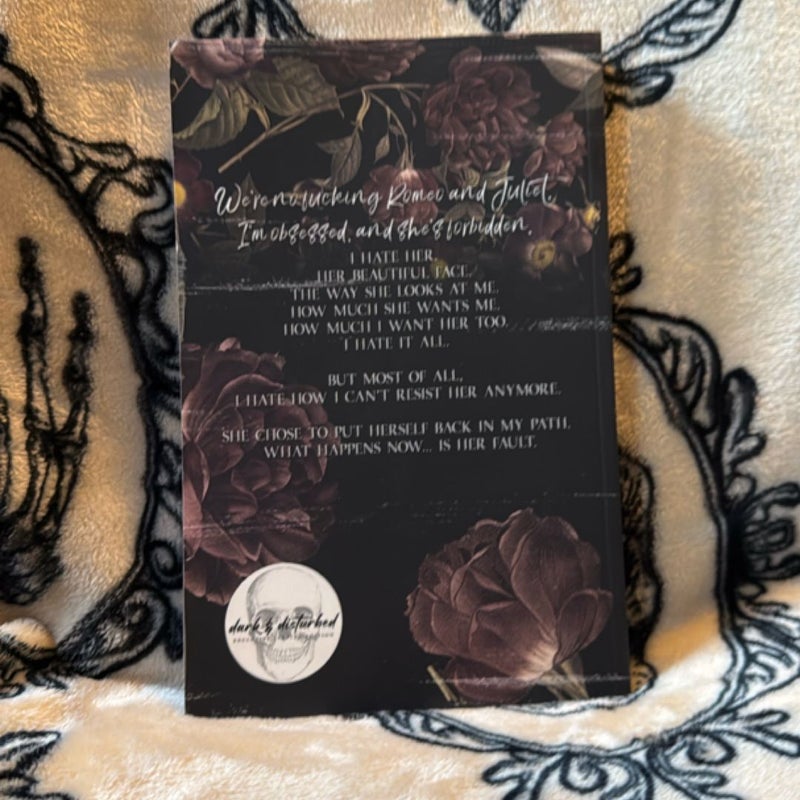 We're no fucking Romeo and Juliet.
I'm obsessed, and she's forbidden.
I HATE HER.
HER BEAUTIFUL FACE.
THE WAY SHE LOOKS AT ME.
HOW MUCH SHE WANTS ME.
HOW MUCH I WANT HER TOO.
I HATE IT ALL.
BUT MOST OF ALL,
I HATE HOW I CAN'T RESIST HER ANYMORE.
SHE CHOSE TO PUT HERSELF BACK IN MY PATH.
WHAT HAPPENS NOW... IS HER FAULT.
dark & disturbed